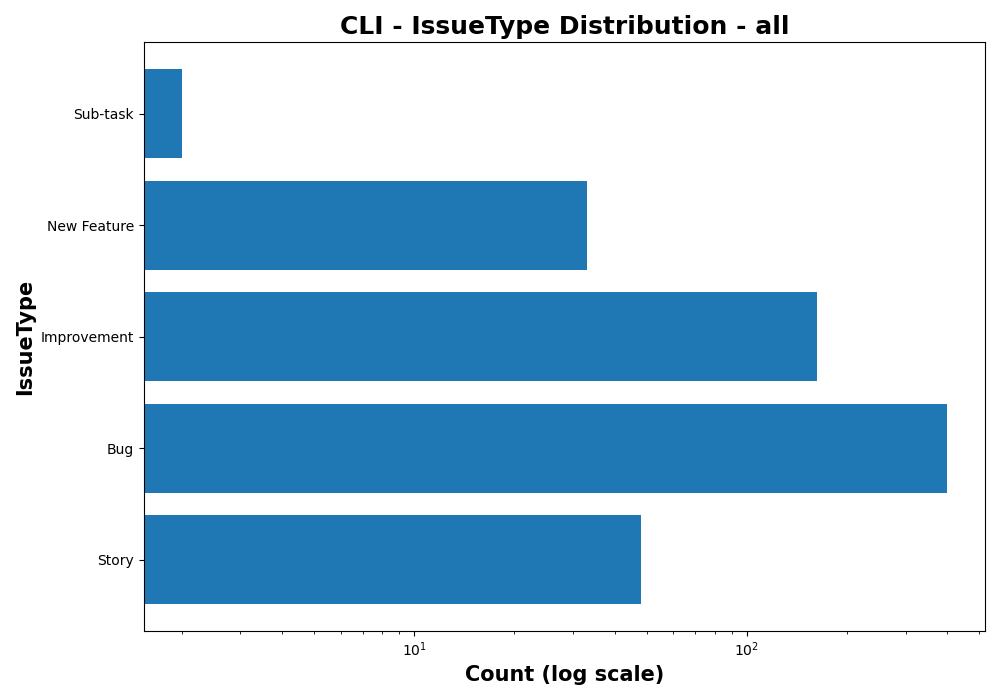 CLI - IssueType Distribution - all
Sub-task
New Feature
Improvement
Bug
Story
IssueType
10¹
10²
Count (log scale)